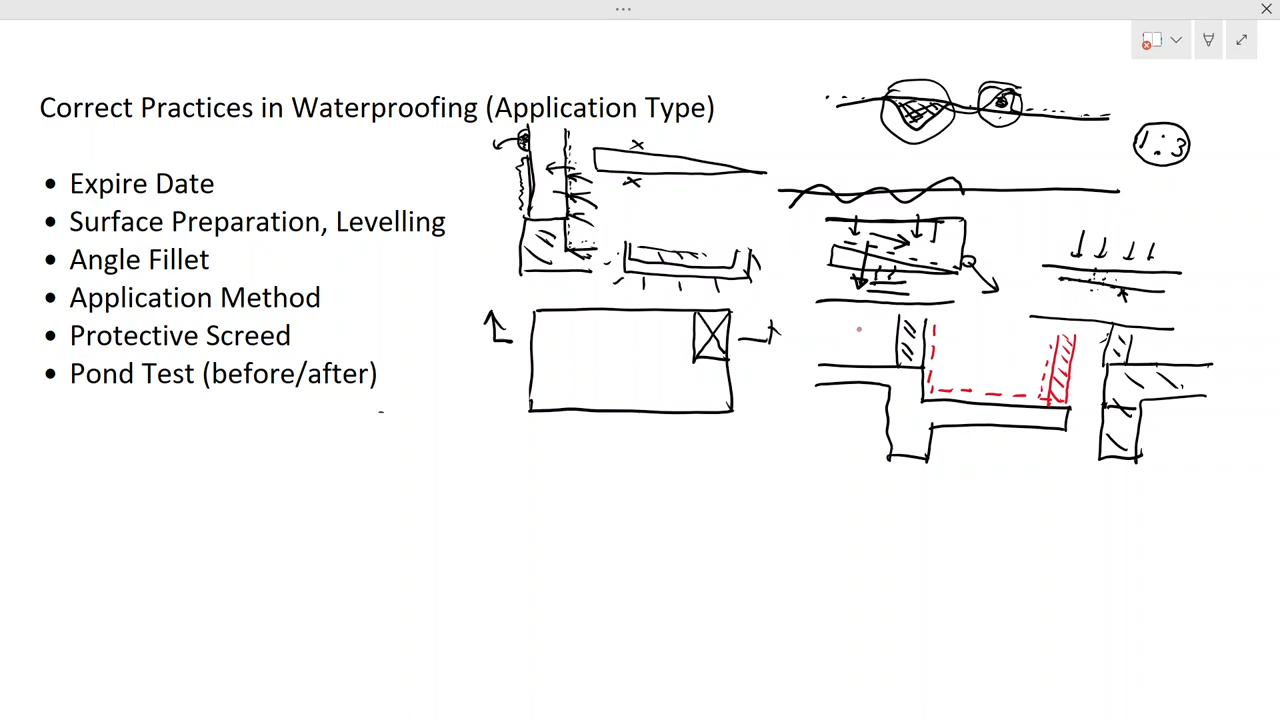 Correct Practices in Waterproofing (Application Type)
1:3
• Expire Date
• Surface Preparation, Levelling
• Angle Fillet
• Application Method
• Protective Screed
• Pond Test (before/after)